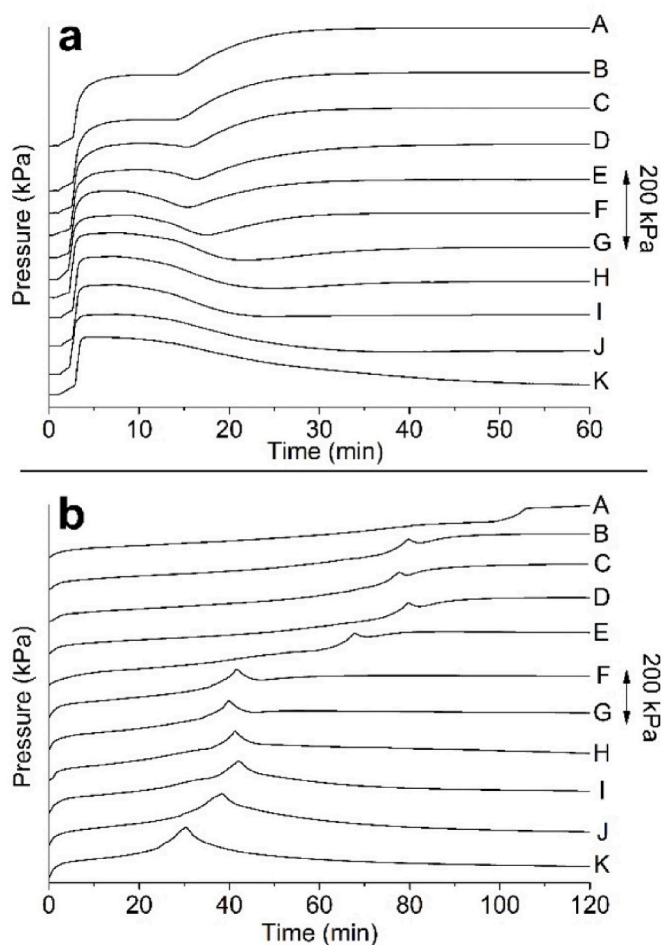 a
A
B
C
D
E
F
G
H
I
J
K
Pressure (kPa)
200 kPa
0 10 20 30 40 50 60
Time (min)
b
A
B
C
D
E
F
G
H
I
J
K
Pressure (kPa)
200 kPa
0 20 40 60 80 100 120
Time (min)